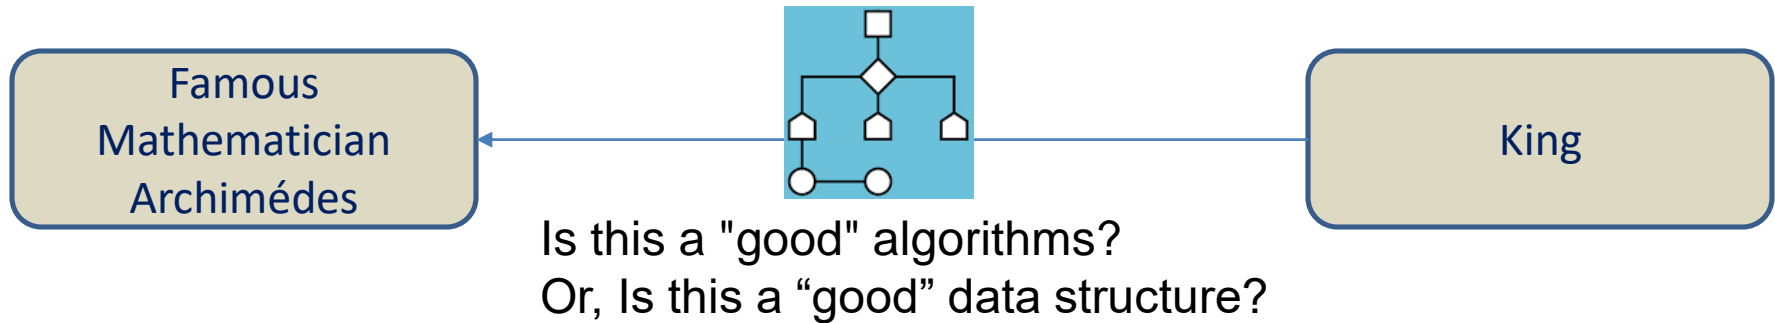 Famous
Mathematician
Archimédes
King
Is this a "good" algorithms?
Or, Is this a “good” data structure?